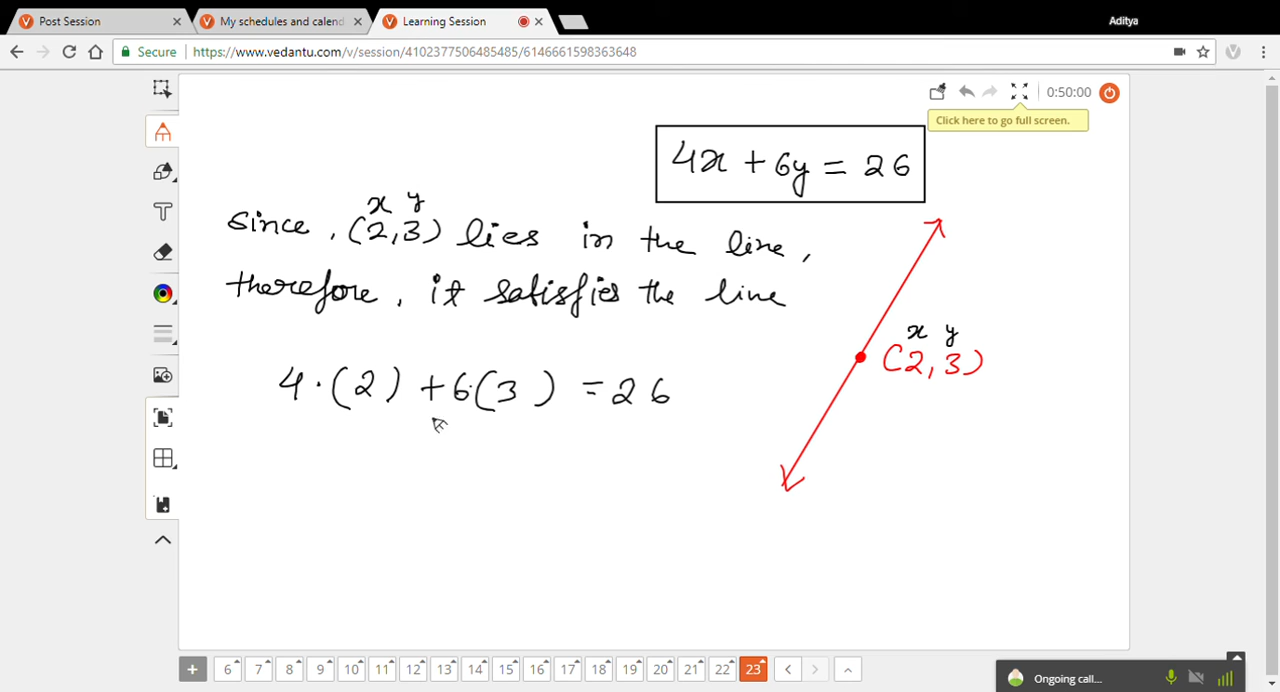 Post Session
My schedules and calend
Learning Session
Aditya
Secure
https://www.vedantu.com/v/session/4102377506485485/6146661598363648
0:50:00
Click here to go full screen.
4x + 6y = 26
x y
Since, (2,3) lies in the line,
therefore, it satisfies the line
x y
(2,3)
4·(2) +6·(3) = 26
+ 6 7 8 9 10 11 12 13 14 15 16 17 18 19 20 21 22 23
Ongoing call...